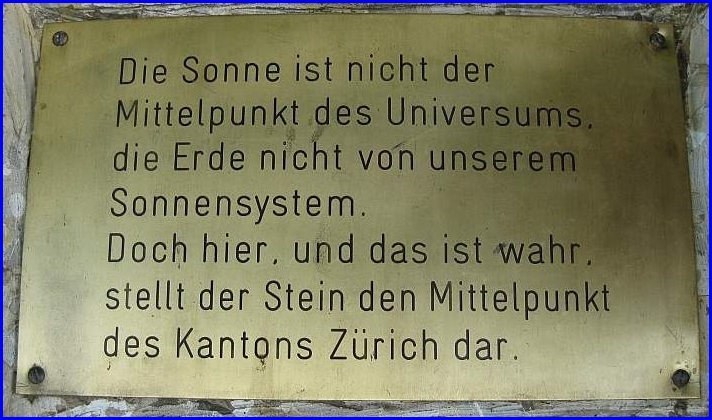 Die Sonne ist nicht der
Mittelpunkt des Universums,
die Erde nicht von unserem
Sonnensystem.
Doch hier, und das ist wahr,
stellt der Stein den Mittelpunkt
des Kantons Zürich dar.